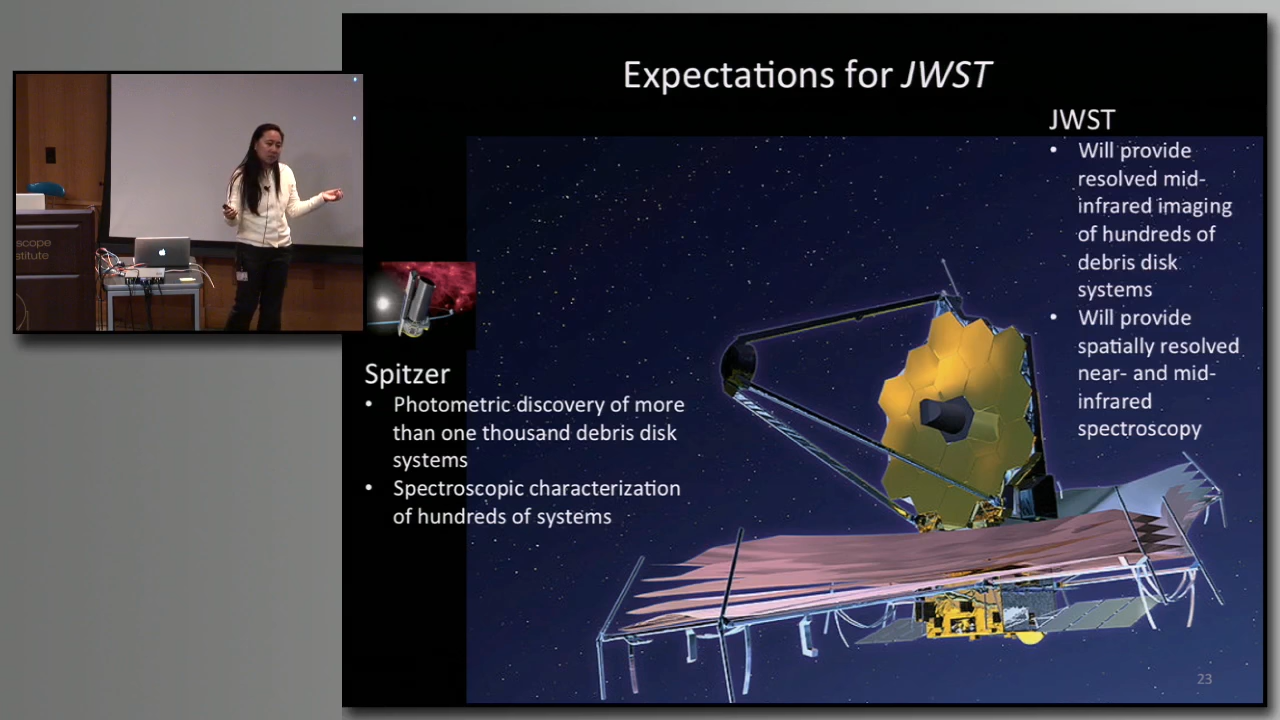 Expectations for JWST
JWST
• Will provide
resolved mid-
infrared imaging
of hundreds of
debris disk
systems
• Will provide
spatially resolved
near- and mid-
infrared
spectroscopy
scope
stitute
Spitzer
• Photometric discovery of more
than one thousand debris disk
systems
• Spectroscopic characterization
of hundreds of systems
23